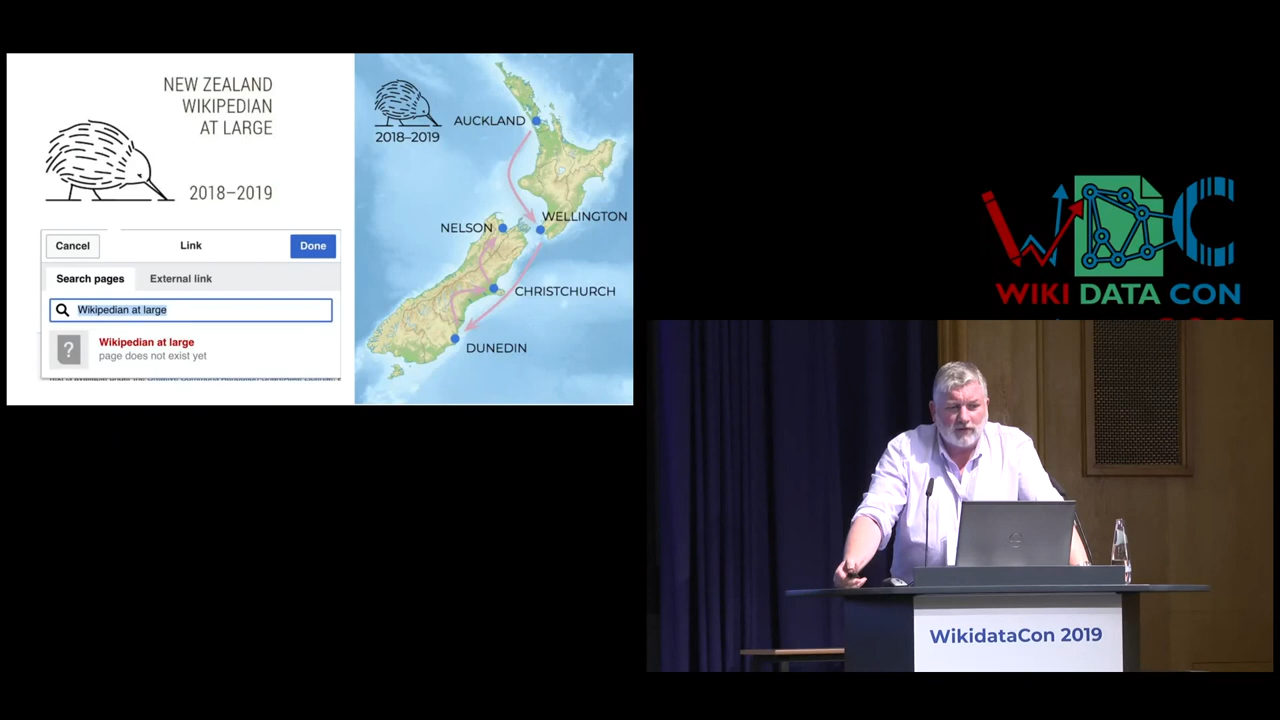 NEW ZEALAND
WIKIPEDIAN
AT LARGE
2018–2019
Cancel
Link
Done
Search pages
External link
Wikipedian at large
Wikipedian at large
page does not exist yet
2018–2019
AUCKLAND
WELLINGTON
NELSON
CHRISTCHURCH
DUNEDIN
WDC
WIKI DATA CON
WikidataCon 2019